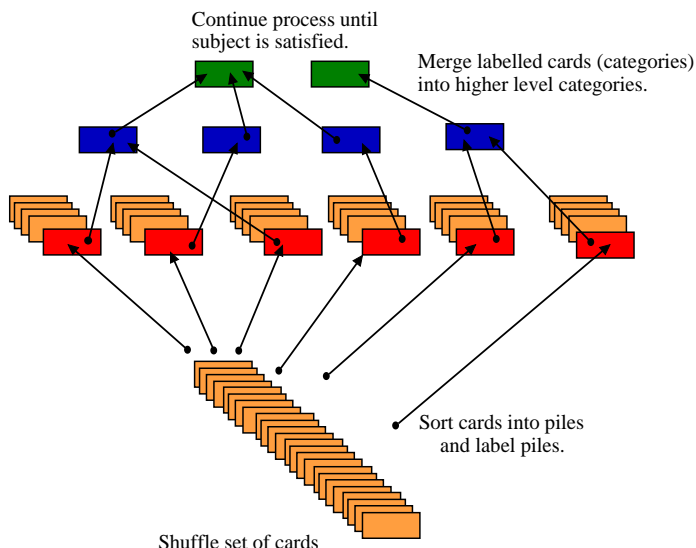 Continue process until
subject is satisfied.
Merge labelled cards (categories)
into higher level categories.
Sort cards into piles
and label piles.
Shuffle set of cards